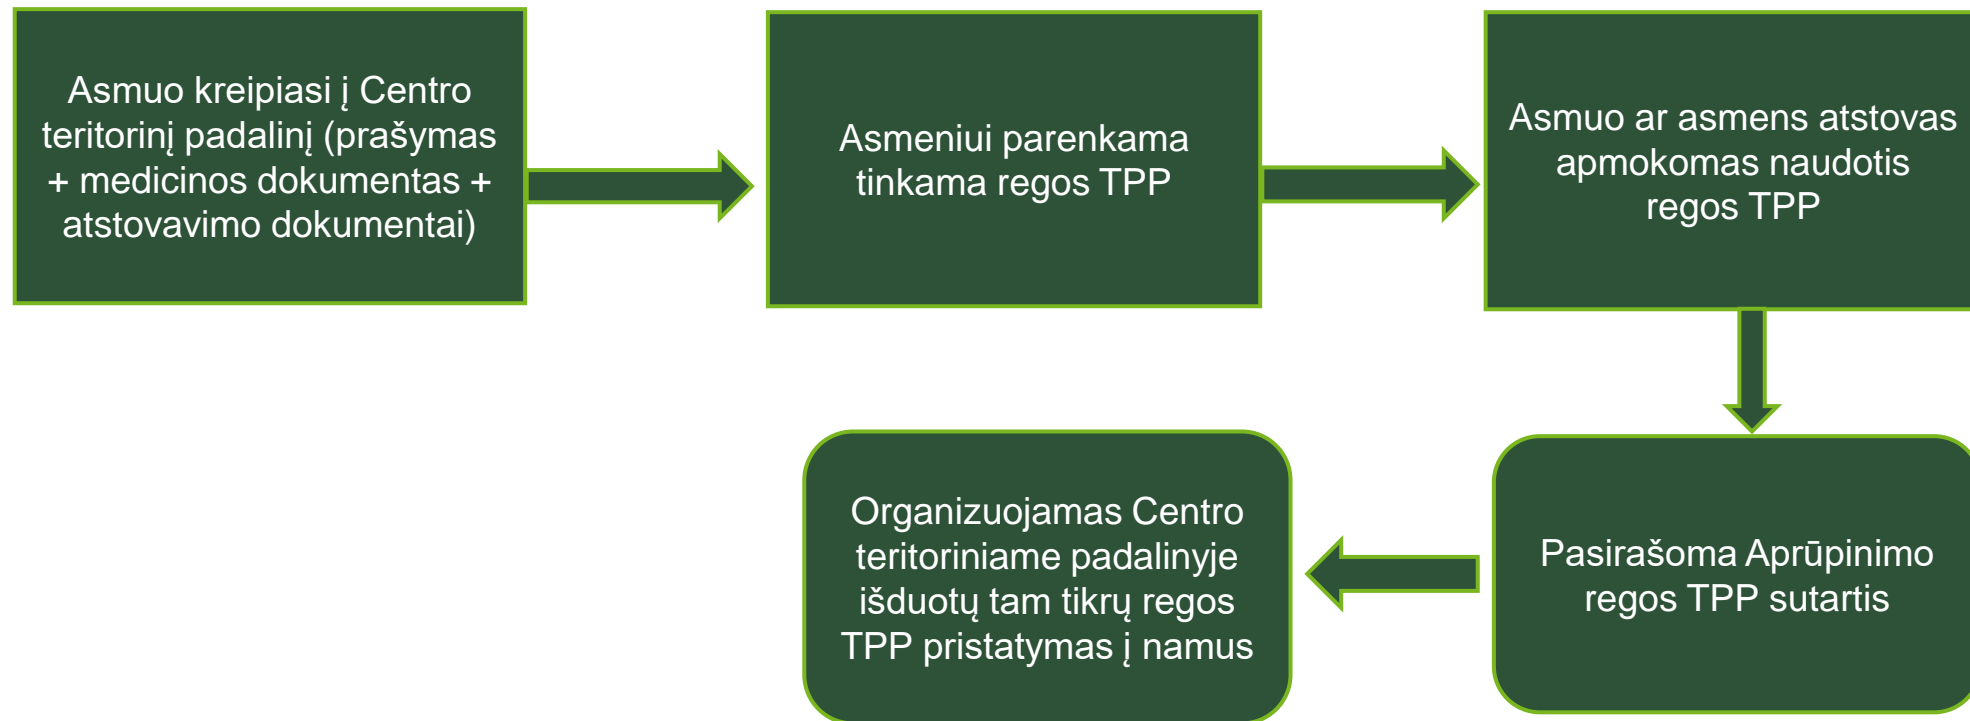 Asmuo kreipiasi į Centro
teritorinį padalinį (prašymas
+ medicinos dokumentas +
atstovavimo dokumentai)
Asmeniui parenkama
tinkama regos TPP
Asmuo ar asmens atstovas
apmokomas naudotis
regos TPP
Pasirašoma Aprūpinimo
regos TPP sutartis
Organizuojamas Centro
teritoriniame padalinyje
išduotų tam tikrų regos
TPP pristatymas į namus